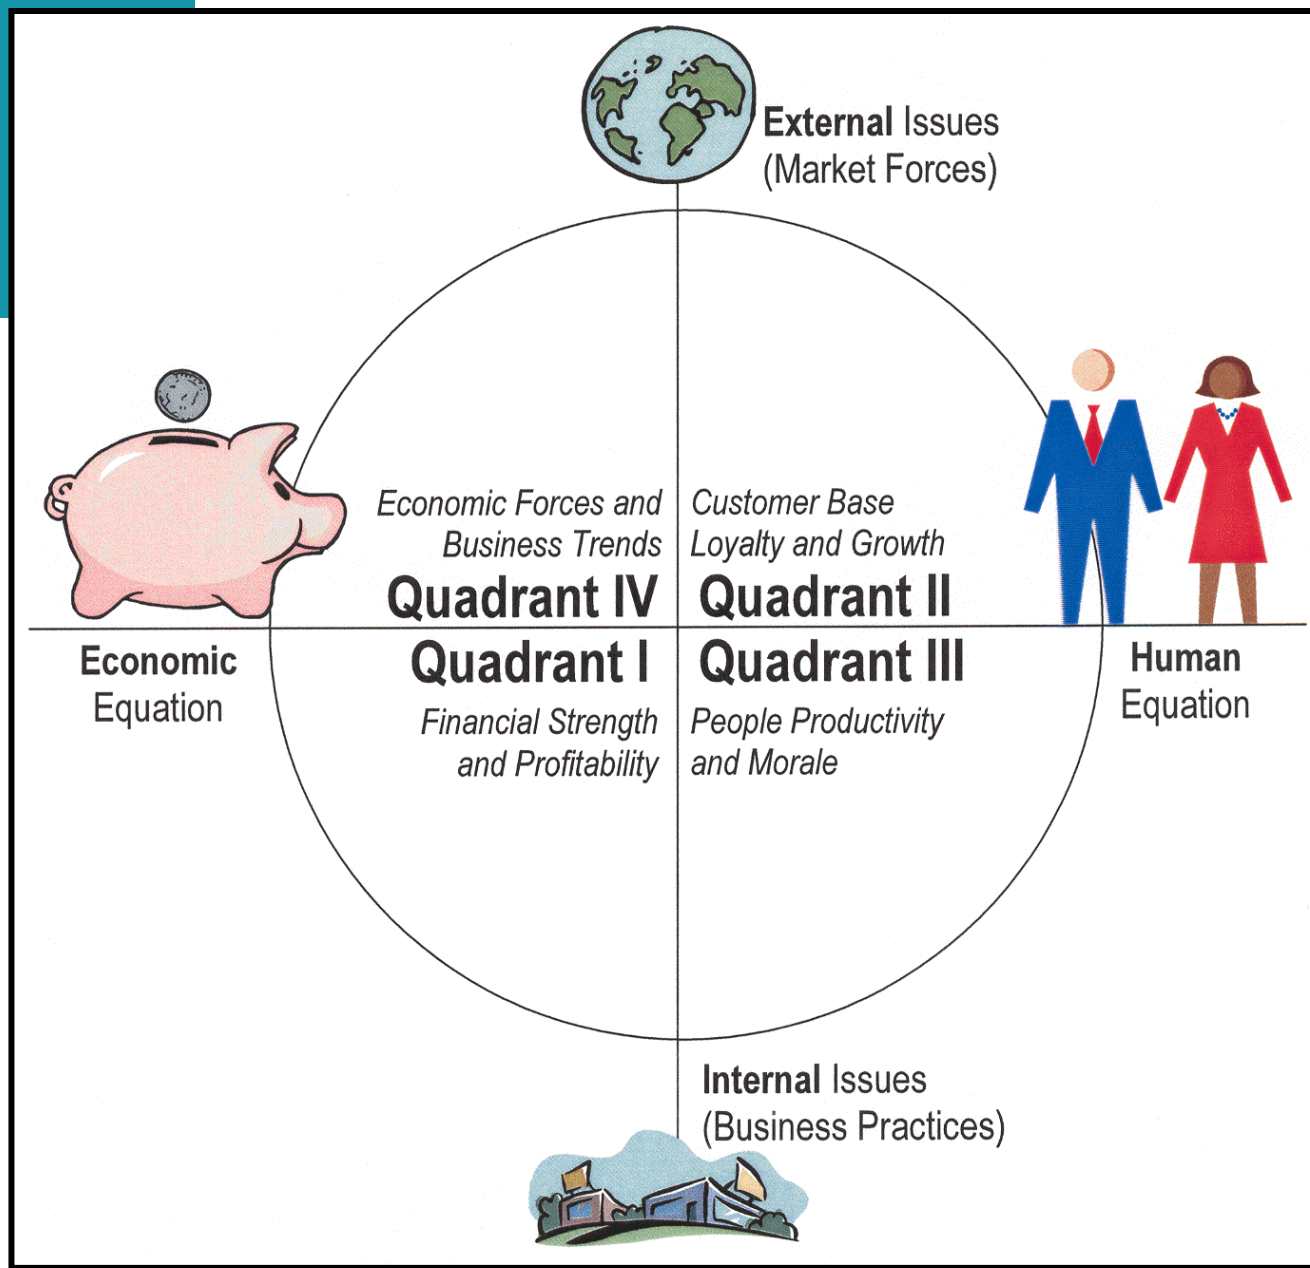 External Issues
(Market Forces)
Economic Forces and
Business Trends
Quadrant IV
Customer Base
Loyalty and Growth
Quadrant II
Economic
Equation
Quadrant I
Financial Strength
and Profitability
Quadrant III
People Productivity
and Morale
Human
Equation
Internal Issues
(Business Practices)